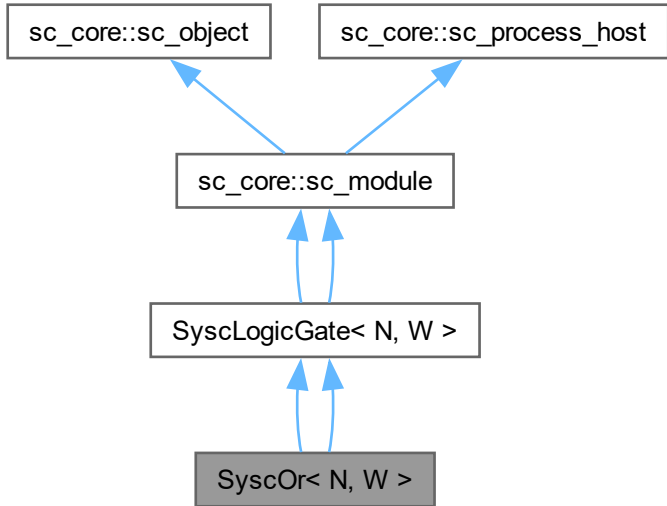 sc_core::sc_object
sc_core::sc_process_host
sc_core::sc_module
SyscLogicGate< N, W >
SyscOr< N, W >